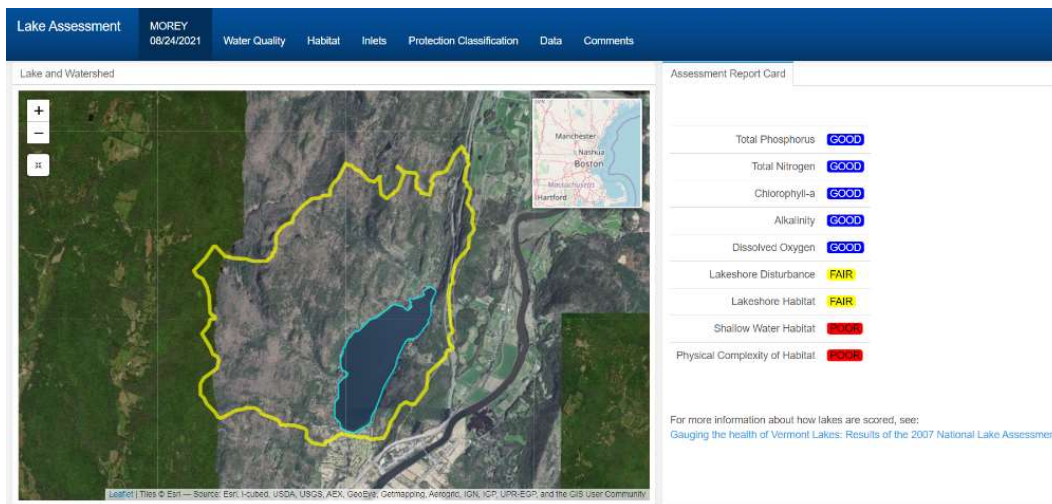 Lake Assessment
MOREY
08/24/2021
Water Quality
Habitat
Inlets
Protection Classification
Data
Comments
Lake and Watershed
Assessment Report Card
+
−
Manchester
Nashua
Boston
Massachusetts
Hartford
Total Phosphorus GOOD
Total Nitrogen GOOD
Chlorophyll-a GOOD
Alkalinity GOOD
Dissolved Oxygen GOOD
Lakeshore Disturbance FAIR
Lakeshore Habitat FAIR
Shallow Water Habitat POOR
Physical Complexity of Habitat POOR
For more information about how lakes are scored, see:
Gauging the health of Vermont Lakes: Results of the 2007 National Lake Assessmen
Leaflet | Tiles © Esri — Source: Esri, i-cubed, USDA, USGS, AEX, GeoEye, Getmapping, Aerogrid, IGN, IGP, UPR-EGP, and the GIS User Community